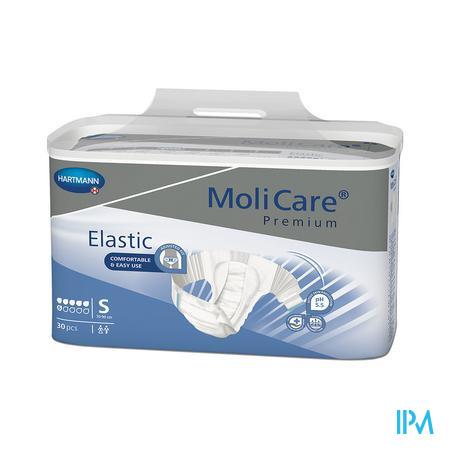 HARTMANN
MoliCare®
Premium
Elastic
COMFORTABLE
& EASY USE
S
30 pcs
pH
5.5
IPM